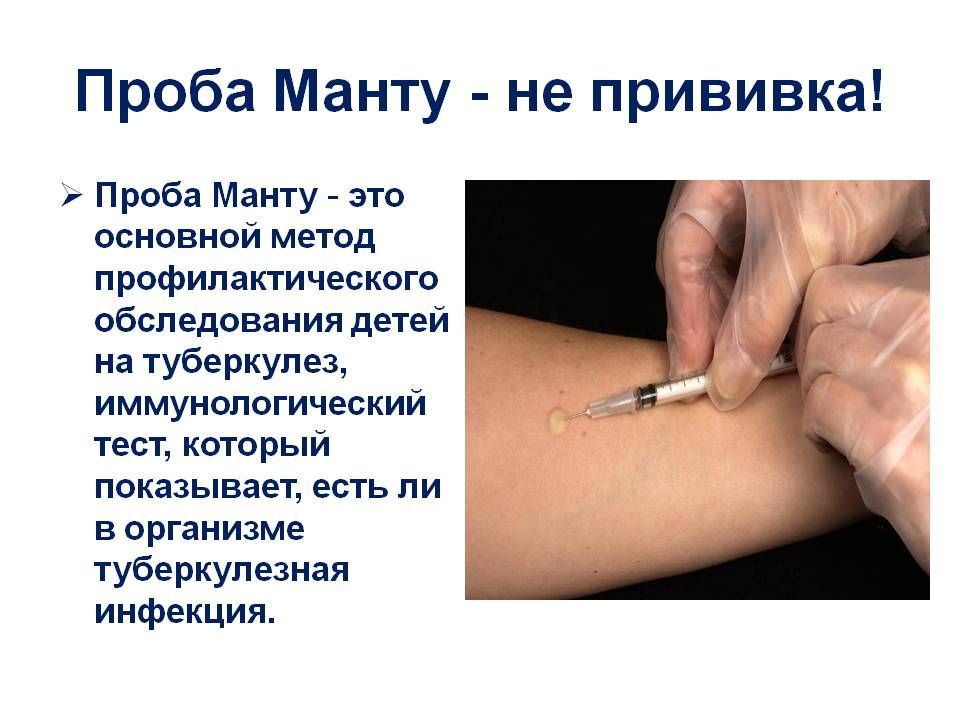 Проба Манту - не прививка!
Проба Манту - это
основной метод
профилактического
обследования детей
на туберкулез,
иммунологический
тест, который
показывает, есть ли
в организме
туберкулезная
инфекция.